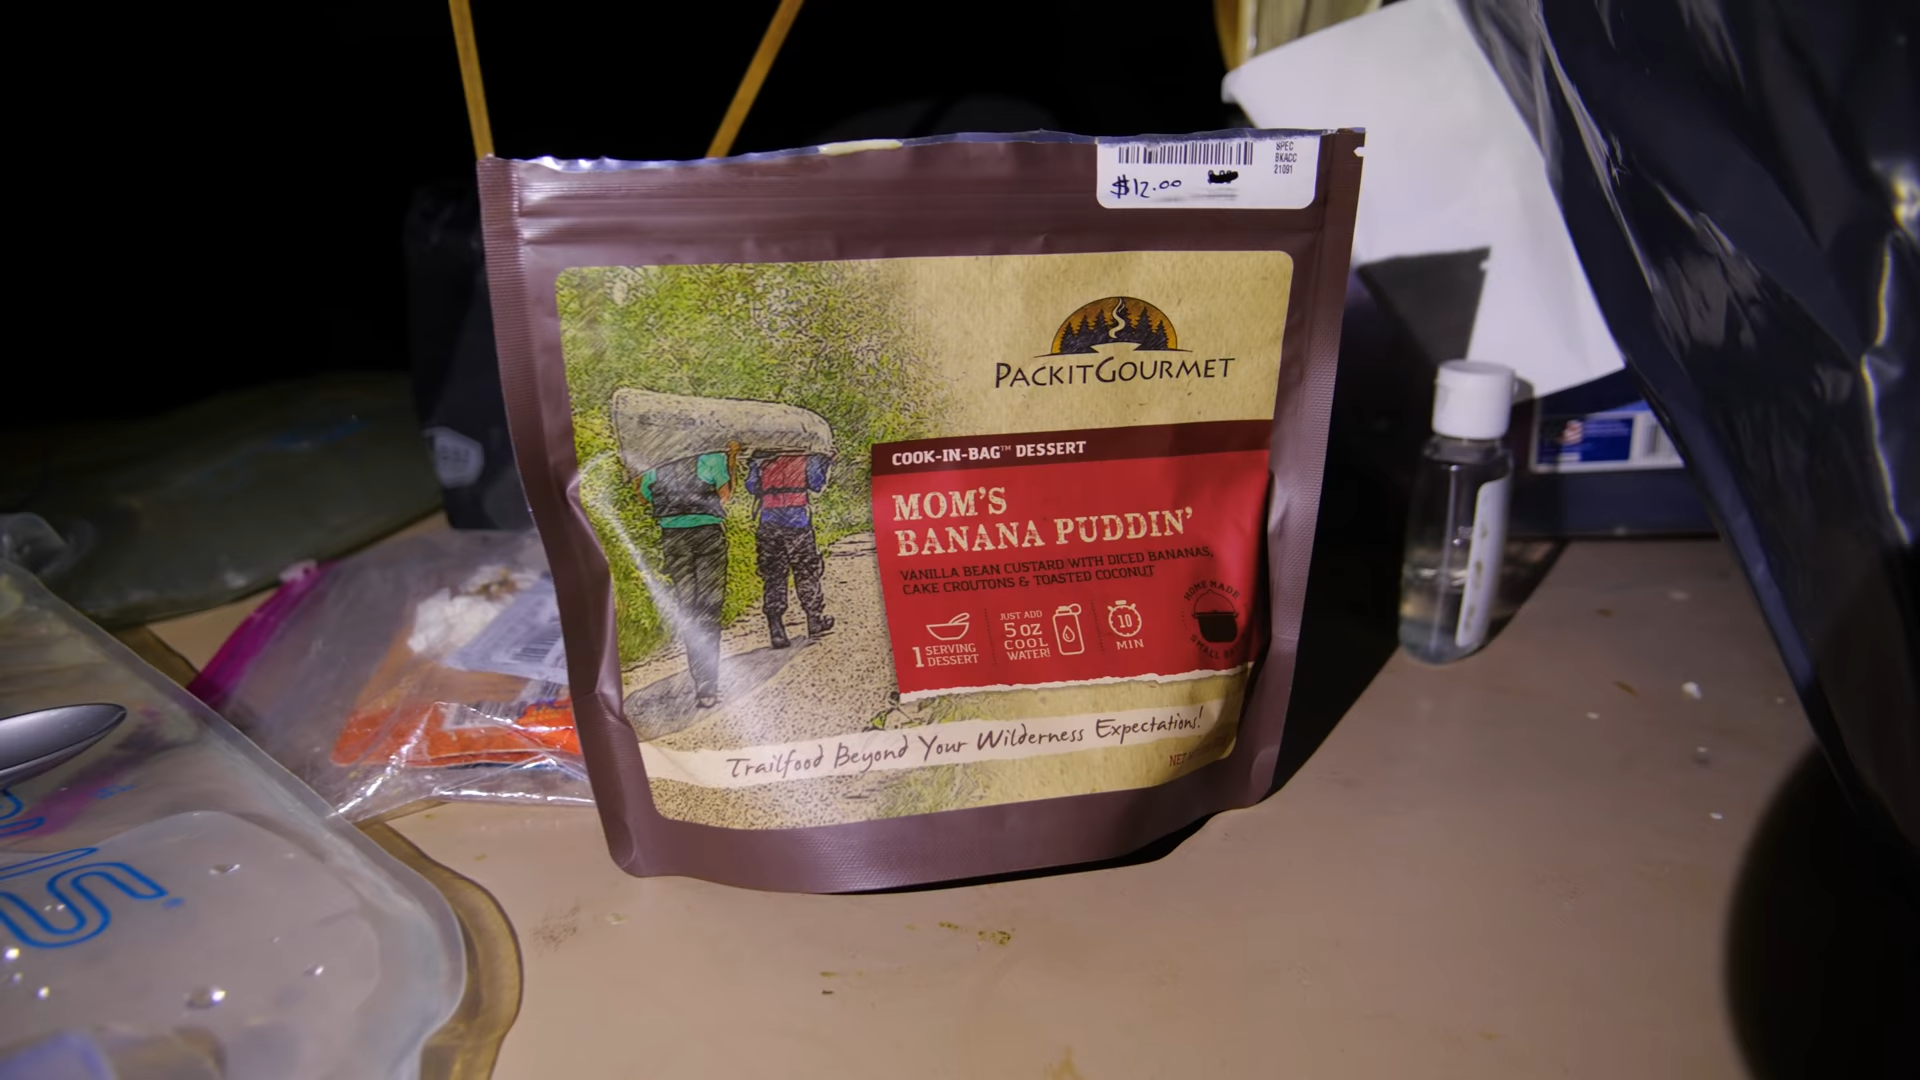 SPEC
BKACC
21091
$12.00
PACKITGOURMET
COOK-IN-BAG™ DESSERT
MOM'S
BANANA PUDDIN'
VANILLA BEAN CUSTARD WITH DICED BANANAS,
CAKE CROUTONS & TOASTED COCONUT
1 SERVING
DESSERT
JUST ADD
5 OZ
COOL
WATER!
10
MIN
HOME MADE
SMALL
Trailfood Beyond Your Wilderness Expectations!
NET